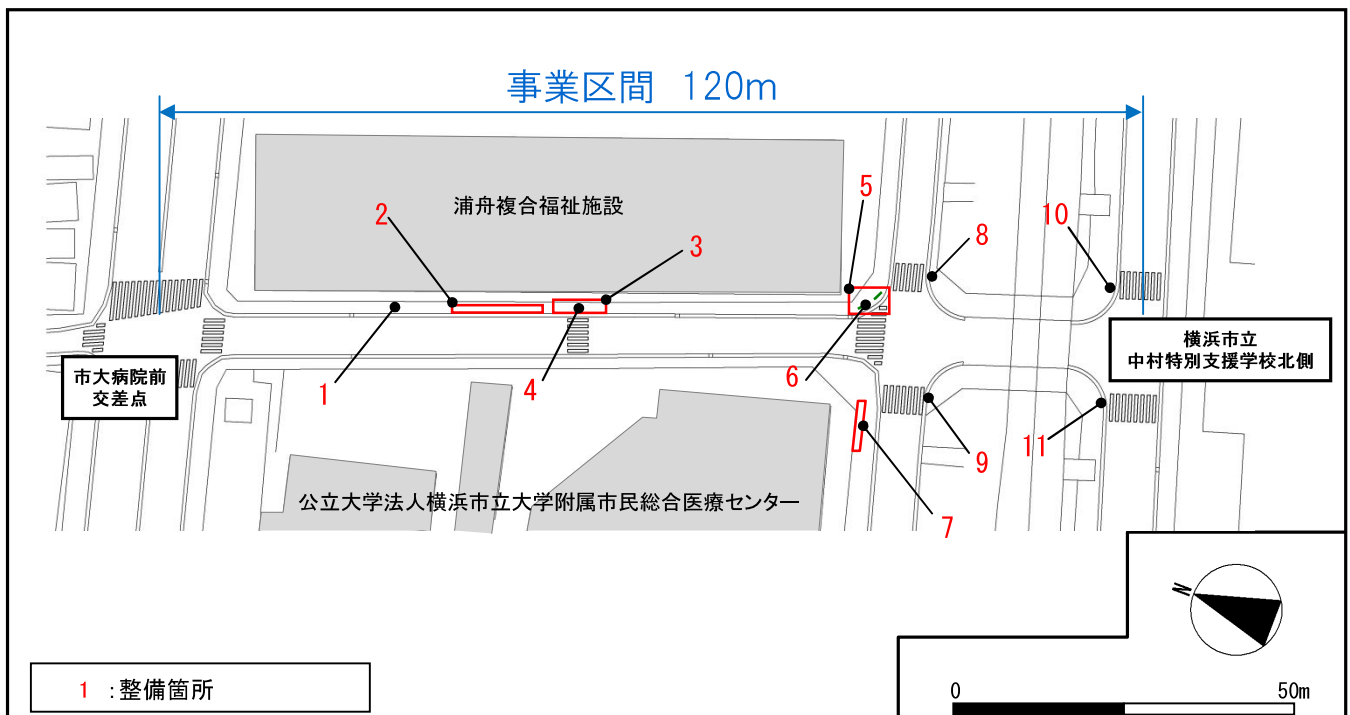 事業区間 120m
5
浦舟複合福祉施設
2
3
8
10
横浜市立
中村特別支援学校北側
市大病院前
交差点
1
4
6
11
9
公立大学法人横浜市立大学附属市民総合医療センター
7
N
1 :整備箇所
0 50m